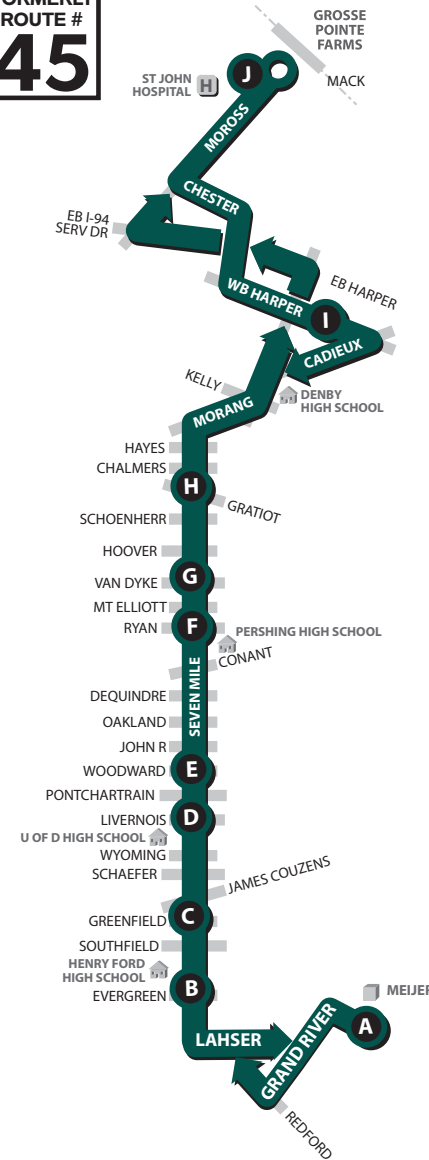 ROUTE #
45
GROSSE
POINTE
FARMS
J
ST JOHN
HOSPITAL
H
MACK
MOROSS
CHESTER
EB I-94
SERV DR
EB HARPER
WB HARPER
I
CADIEUX
KELLY
DENBY
HIGH SCHOOL
MORANG
HAYES
CHALMERS
H
GRATIOT
SCHOENHERR
HOOVER
G
VAN DYKE
MT ELLIOTT
RYAN
F
PERSHING HIGH SCHOOL
CONANT
SEVEN MILE
DEQUINDRE
OAKLAND
JOHN R
WOODWARD
E
PONTCHARTRAIN
LIVERNOIS
D
U OF D HIGH SCHOOL
WYOMING
SCHAEFER
JAMES COUZENS
GREENFIELD
C
SOUTHFIELD
HENRY FORD
HIGH SCHOOL
EVERGREEN
B
MEIJER
A
LAHSER
GRAND RIVER
REDFORD